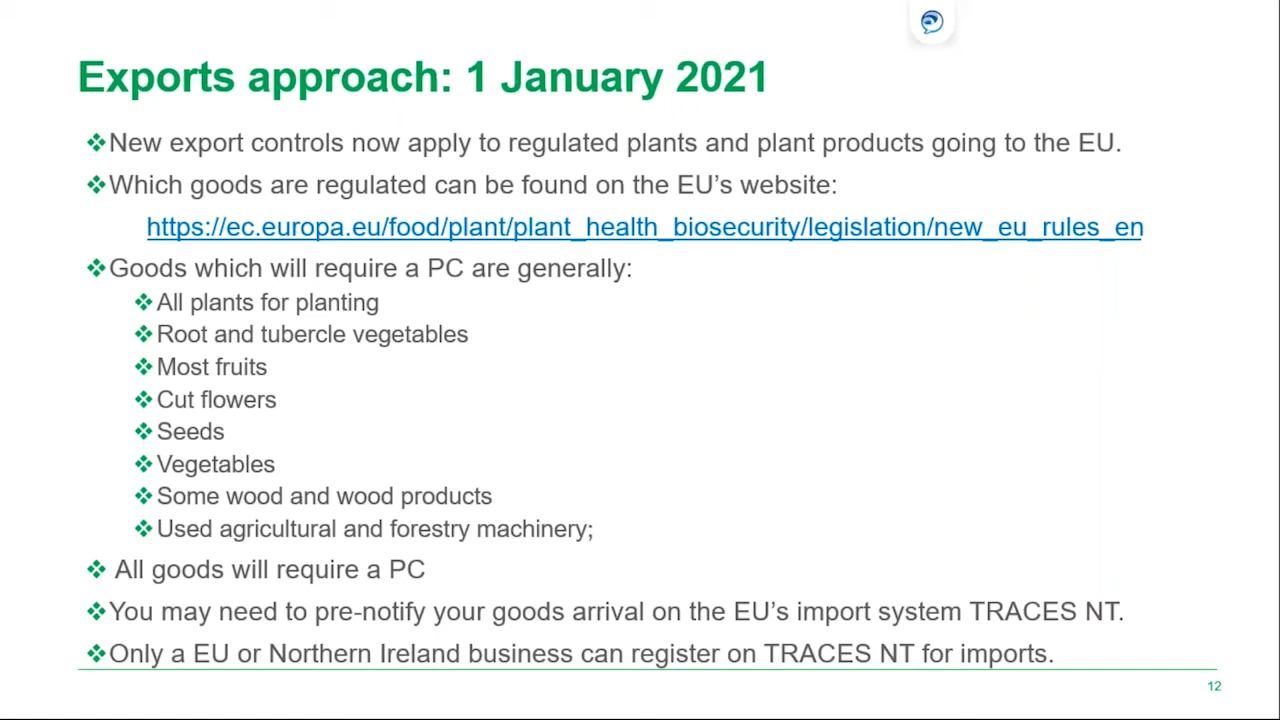 Exports approach: 1 January 2021
New export controls now apply to regulated plants and plant products going to the EU.
Which goods are regulated can be found on the EU’s website:
https://ec.europa.eu/food/plant/plant_health_biosecurity/legislation/new_eu_rules_en
Goods which will require a PC are generally:
All plants for planting
Root and tubercle vegetables
Most fruits
Cut flowers
Seeds
Vegetables
Some wood and wood products
Used agricultural and forestry machinery;
All goods will require a PC
You may need to pre-notify your goods arrival on the EU’s import system TRACES NT.
Only a EU or Northern Ireland business can register on TRACES NT for imports.
12